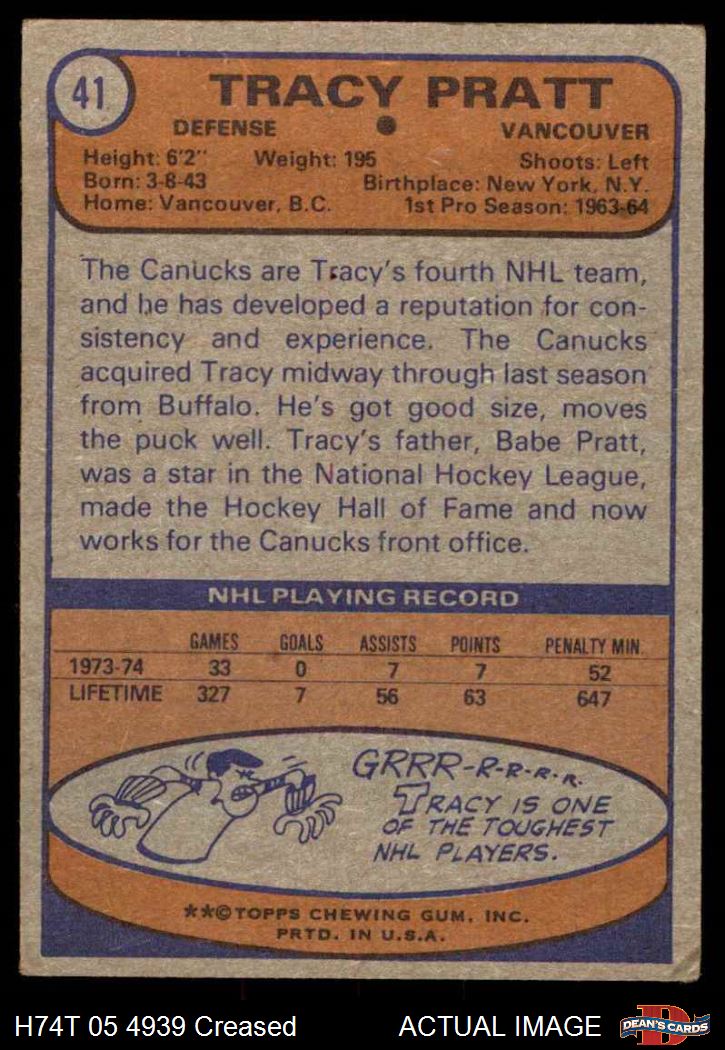 41
TRACY PRATT
DEFENSE VANCOUVER
Height: 6'2" Weight: 195 Shoots: Left
Born: 3-8-43 Birthplace: New York, N.Y.
Home: Vancouver, B.C. 1st Pro Season: 1963-64
The Canucks are Tracy's fourth NHL team,
and he has developed a reputation for con-
sistency and experience. The Canucks
acquired Tracy midway through last season
from Buffalo. He's got good size, moves
the puck well. Tracy's father, Babe Pratt,
was a star in the National Hockey League,
made the Hockey Hall of Fame and now
works for the Canucks front office.
NHL PLAYING RECORD
GAMES GOALS ASSISTS POINTS PENALTY MIN.
1973-74 33 0 7 7 52
LIFETIME 327 7 56 63 647
GRRR-R-R-R-R.
TRACY IS ONE
OF THE TOUGHEST
NHL PLAYERS.
**©TOPPS CHEWING GUM, INC.
PRTD. IN U.S.A.
H74T 05 4939 Creased ACTUAL IMAGE
D
DEAN'S CARDS